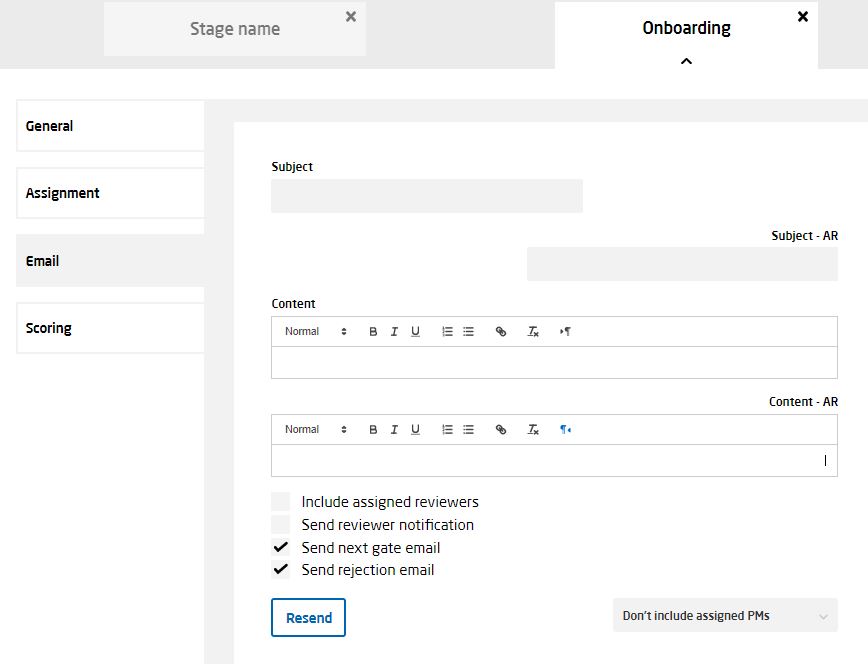 Stage name
Onboarding
General
Assignment
Email
Scoring
Subject
Subject - AR
Content
Normal B I U
Content - AR
Normal B I U
Include assigned reviewers
Send reviewer notification
Send next gate email
Send rejection email
Resend
Don't include assigned PMs